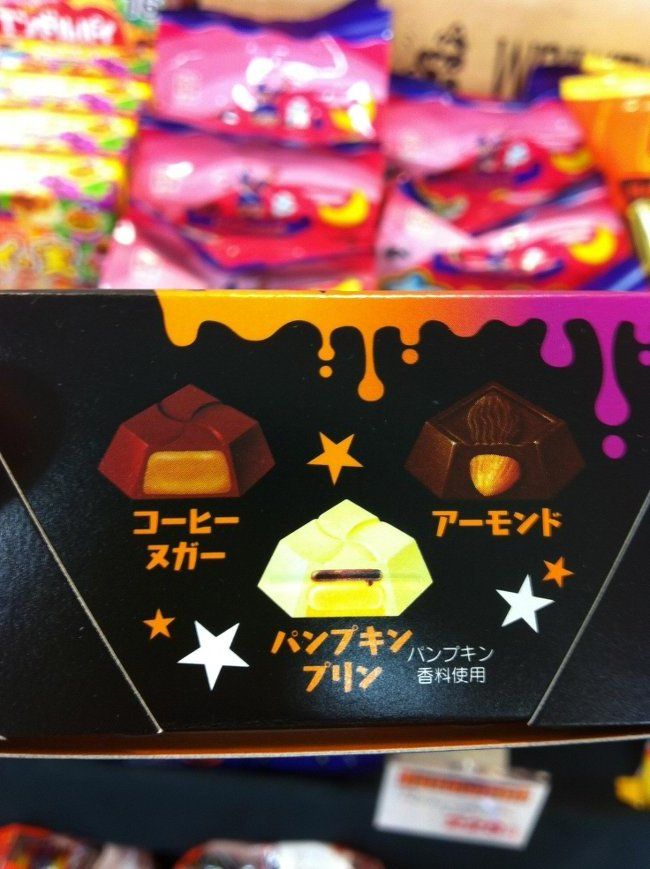 コーヒー
ヌガー
アーモンド
パンプキン
プリン
パンプキン
香料使用